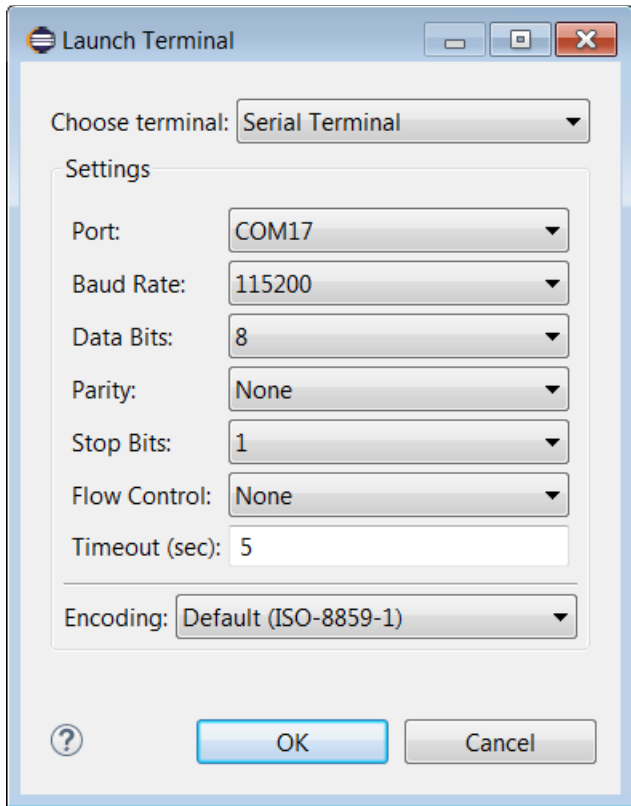 Launch Terminal
Choose terminal: Serial Terminal
Settings
Port: COM17
Baud Rate: 115200
Data Bits: 8
Parity: None
Stop Bits: 1
Flow Control: None
Timeout (sec): 5
Encoding: Default (ISO-8859-1)
? OK Cancel